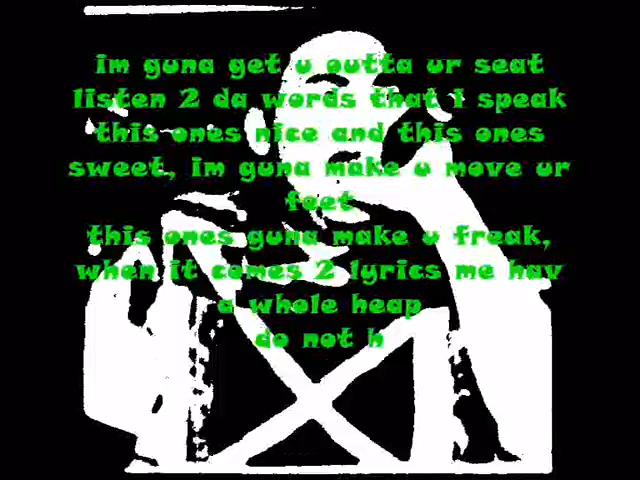 im guna get u outta ur seat
listen 2 da words that I speak
this ones nice and this ones
sweet, im guna make u move ur
feet
this ones guna make u freak,
when it comes 2 lyrics me hav
a whole heap
do not h